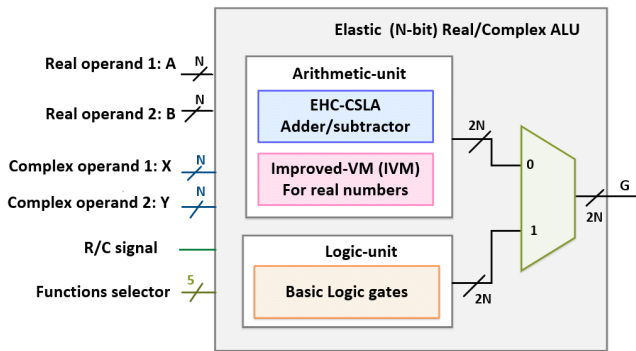 Elastic (N-bit) Real/Complex ALU
Real operand 1: A
N
Real operand 2: B
N
Complex operand 1: X
N
Complex operand 2: Y
N
R/C signal
Functions selector
5
Arithmetic-unit
EHC-CSLA
Adder/subtractor
Improved-VM (IVM)
For real numbers
2N
Logic-unit
Basic Logic gates
2N
0
1
G
2N